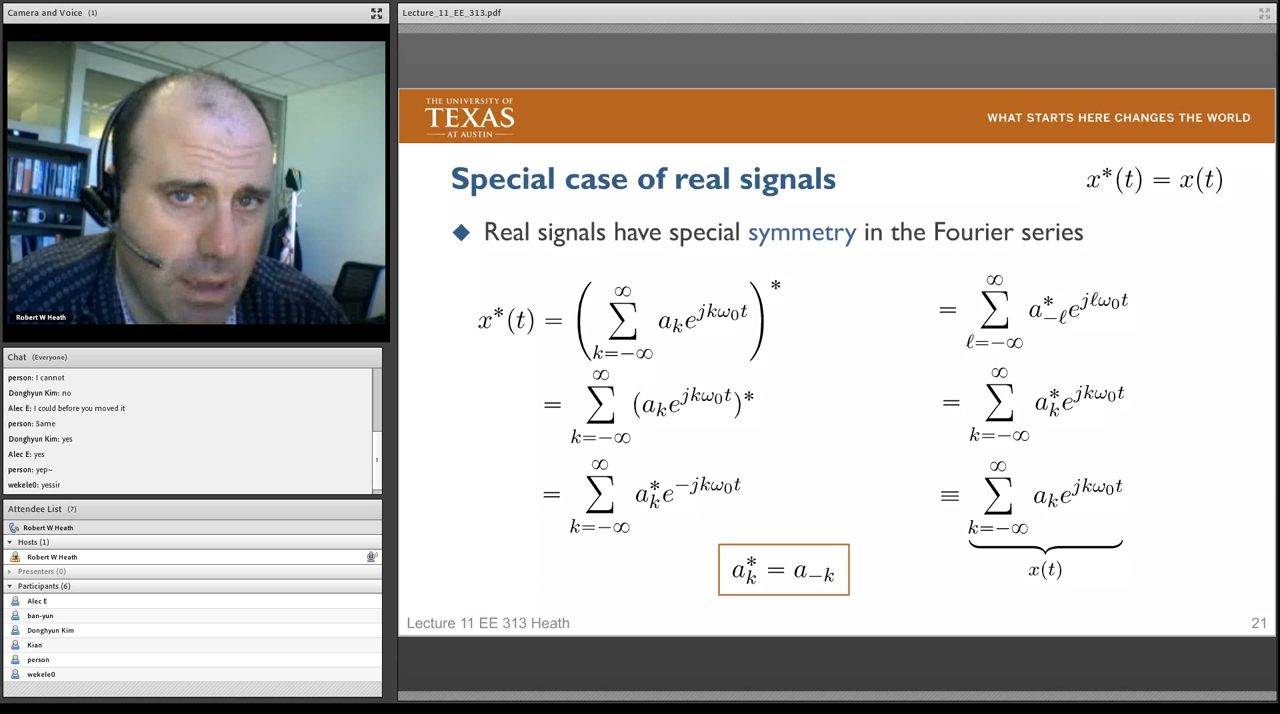 Camera and Voice (1)
Robert W Heath
Chat (Everyone)
person: I cannot
Donghyun Kim: no
Alec E: I could before you moved it
person: Same
Donghyun Kim: yes
Alec E: yes
person: yep~
wekele0: yessir
Attendee List (7)
Robert W Heath
Hosts (1)
Robert W Heath
Presenters (0)
Participants (6)
Alec E
ban-yun
Donghyun Kim
Kian
person
wekele0
Lecture_11_EE_313.pdf
THE UNIVERSITY OF
TEXAS
AT AUSTIN
WHAT STARTS HERE CHANGES THE WORLD
Special case of real signals
x*(t) = x(t)
Real signals have special symmetry in the Fourier series
x*(t) = (∑_{k=−∞}^{∞} a_k e^{jkω₀t})*
= ∑_{k=−∞}^{∞} (a_k e^{jkω₀t})*
= ∑_{k=−∞}^{∞} a_k^* e^{−jkω₀t}
= ∑_{ℓ=−∞}^{∞} a_{−ℓ}^* e^{jℓω₀t}
= ∑_{k=−∞}^{∞} a_k^* e^{jkω₀t}
≡ ∑_{k=−∞}^{∞} a_k e^{jkω₀t}
x(t)
a_k^* = a_{−k}
Lecture 11 EE 313 Heath
21